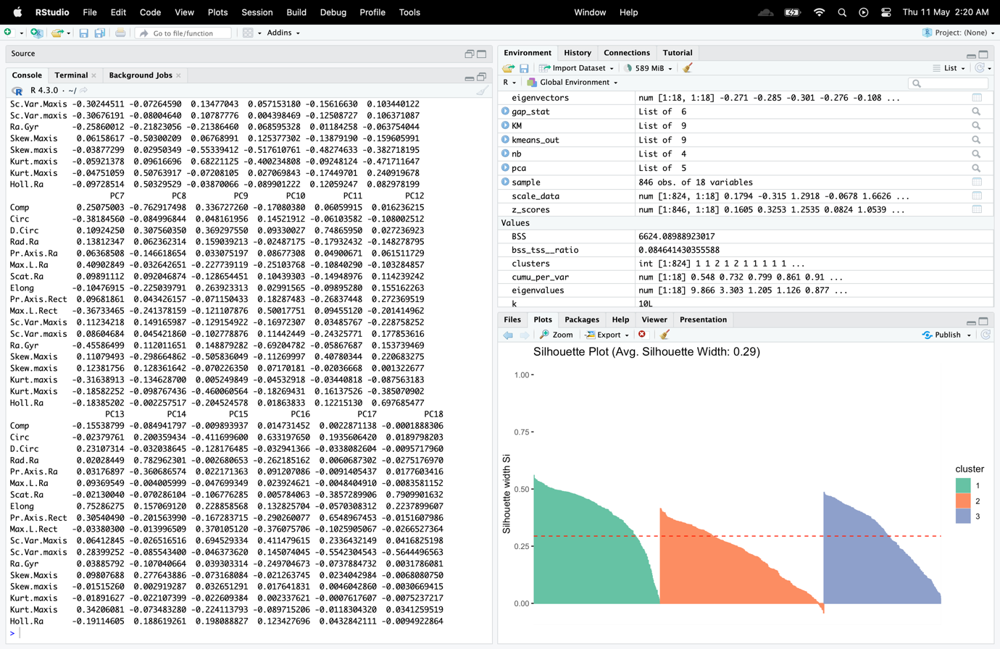 RStudio File Edit Code View Plots Session Build Debug Profile Tools Window Help Thu 11 May 2:20 AM
Go to file/function Addins Project: (None)
Source
Console Terminal Background Jobs
R 4.3.0 · ~/
Sc.Var.Maxis -0.30244511 -0.07264590 0.13477043 0.057153180 -0.15616630 0.103440122
Sc.Var.maxis -0.30676191 -0.08004640 0.10787776 0.004398469 -0.12508727 0.106371087
Ra.Gyr -0.25860012 -0.21823056 -0.21386460 0.068595328 0.01184258 -0.063754044
Skew.Maxis 0.06158617 -0.50300209 0.06768991 0.125377302 -0.13879190 -0.159605991
Skew.maxis -0.03877299 0.02950349 -0.55339412 -0.517610761 -0.48274633 -0.382718195
Kurt.maxis -0.05921378 0.09616696 0.68221125 -0.400234808 -0.09248124 -0.471711647
Kurt.Maxis -0.04751059 0.50763917 -0.07208105 0.027069843 -0.17449701 0.240919678
Holl.Ra -0.09728514 0.50329529 -0.03870066 -0.089901222 0.12059247 0.082978199
PC7 PC8 PC9 PC10 PC11 PC12
Comp 0.25075003 -0.762917498 0.336727260 -0.17080380 0.06059915 0.016236215
Circ -0.38184560 -0.084996844 0.048161956 0.14521912 -0.06103582 -0.108002512
D.Circ 0.10924250 0.307560350 0.369297550 0.09330027 0.74865950 0.027236923
Rad.Ra 0.13812347 0.062362314 0.159039213 -0.02487175 -0.17932432 -0.148278795
Pr.Axis.Ra 0.06368508 -0.146618654 0.033075197 0.08677308 0.04900671 0.061511729
Max.L.Ra 0.40902849 -0.032642651 -0.227739119 -0.25103768 -0.10840290 -0.103284857
Scat.Ra 0.09891112 0.092046874 -0.128654451 0.10439303 -0.14948976 0.114239242
Elong -0.10476915 -0.225039791 0.263923313 0.02991565 -0.09895280 0.155162263
Pr.Axis.Rect 0.09681861 0.043426157 -0.071150433 0.18287483 -0.26837448 0.272369519
Max.L.Rect -0.36733465 -0.241378159 -0.121107876 0.50017751 0.09455120 -0.201414962
Sc.Var.Maxis 0.11234218 0.149165987 -0.129154922 -0.16972307 0.03485767 -0.228758252
Sc.Var.maxis 0.08604684 0.045421860 -0.102778876 0.11442449 -0.24325771 0.177853616
Ra.Gyr -0.45586499 0.112011651 0.148879282 -0.69204782 -0.05867687 0.153739469
Skew.Maxis 0.11079493 -0.298664862 -0.505836049 -0.11269997 0.40780344 0.220683275
Skew.maxis 0.12381756 0.128361642 -0.070226350 0.07170181 -0.02036668 0.001322677
Kurt.maxis -0.31638913 -0.134628700 0.005249849 -0.04532918 -0.03440818 -0.087563183
Kurt.Maxis -0.18582252 -0.098767436 -0.460060564 -0.18269431 0.16137526 -0.385070902
Holl.Ra -0.18385202 -0.002257517 -0.204524578 0.01863833 0.12215130 0.697685477
PC13 PC14 PC15 PC16 PC17 PC18
Comp -0.15538799 -0.084941797 -0.009893937 0.014731452 0.0022871138 -0.0001888306
Circ -0.02379761 0.200359434 -0.411699600 0.633197650 0.1935606420 0.0189798203
D.Circ 0.23107314 -0.032038645 -0.128176485 -0.032941366 -0.0338082604 -0.0095717960
Rad.Ra 0.02028449 0.782962301 -0.002680653 -0.262185162 0.0060687302 -0.0275176970
Pr.Axis.Ra 0.03176897 -0.360686574 0.022171363 0.091207086 -0.0091405437 0.0177603416
Max.L.Ra 0.09369549 -0.004005999 -0.047699349 0.023924621 -0.0048404910 -0.0083581152
Scat.Ra -0.02130040 -0.070286104 -0.106776285 0.005784063 -0.3857289906 0.7909901632
Elong 0.75286275 0.157069120 0.228858568 0.132825704 -0.0570308312 0.2237899607
Pr.Axis.Rect 0.30540490 -0.201563990 -0.167283715 -0.290260077 0.6548967453 -0.0151607986
Max.L.Rect -0.03380300 -0.013996509 0.370105120 -0.376075706 -0.1025905067 -0.0266527364
Sc.Var.Maxis 0.06412845 -0.026516516 0.694529334 0.411479615 0.2336432149 0.0416825198
Sc.Var.maxis 0.28399252 -0.085543400 -0.046373620 0.145074045 -0.5542304543 -0.5644496563
Ra.Gyr 0.03885792 -0.107040664 0.039303314 -0.249704673 -0.0737884732 0.0031786081
Skew.Maxis 0.09807688 0.277643886 -0.073168084 -0.021263745 0.0234042984 -0.0068080750
Skew.maxis -0.01515260 0.002919287 0.032651291 0.017641831 0.0046042860 -0.0030669415
Kurt.maxis -0.01891627 -0.022107399 -0.022609384 0.002337621 -0.0007617607 -0.0075237217
Kurt.Maxis 0.34206081 -0.073483280 -0.224113793 -0.089715206 -0.0118304320 0.0341259519
Holl.Ra -0.19114605 0.188619261 0.198088827 0.123427696 0.0432842111 -0.0094922864
>
Environment History Connections Tutorial
Import Dataset 589 MiB List
R Global Environment
eigenvectors num [1:18, 1:18] -0.271 -0.285 -0.301 -0.276 -0.108 ...
gap_stat List of 6
KM List of 9
kmeans_out List of 9
nb List of 4
pca List of 5
sample 846 obs. of 18 variables
scale_data num [1:824, 1:18] 0.1794 -0.315 1.2918 -0.0678 1.6626 ...
z_scores num [1:846, 1:18] 0.1605 0.3253 1.2535 0.0824 1.0539 ...
Values
BSS 6624.08988923017
bss_tss__ratio 0.084641430355588
clusters int [1:824] 1 1 2 1 2 1 1 1 1 1 ...
cumu_per_var num [1:18] 0.548 0.732 0.799 0.861 0.91 ...
eigenvalues num [1:18] 9.866 3.303 1.205 1.126 0.877 ...
k 10L
Files Plots Packages Help Viewer Presentation
Zoom Export Publish
Silhouette Plot (Avg. Silhouette Width: 0.29)
1.00
0.75
0.50
0.25
0.00
Silhouette width Si
cluster
1
2
3